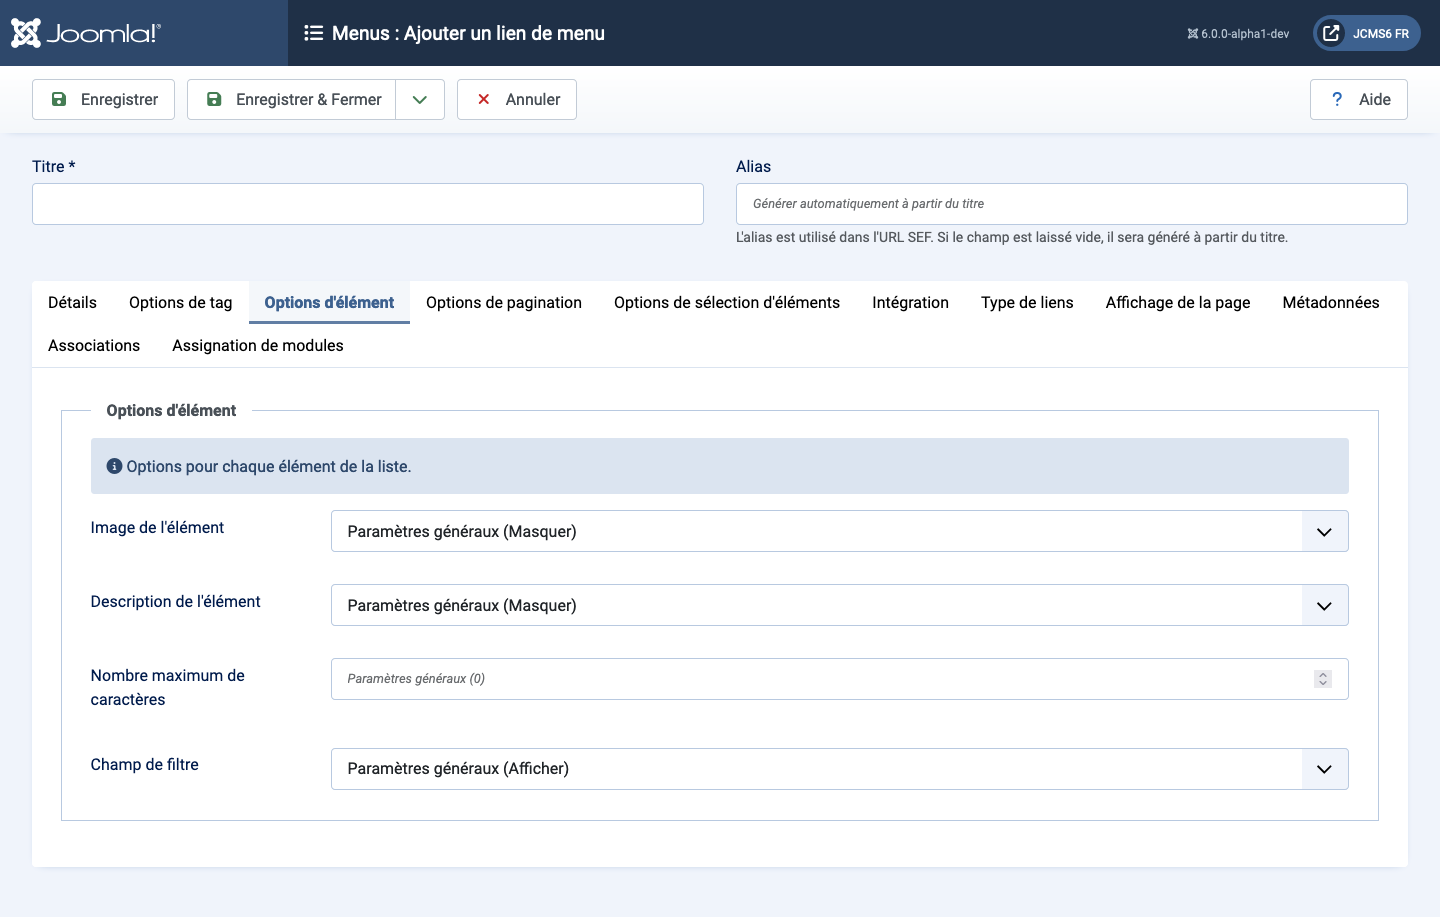 Joomla!®
Menus : Ajouter un lien de menu
6.0.0-alpha1-dev
JCMS6 FR
Enregistrer
Enregistrer & Fermer
Annuler
? Aide
Titre *
Alias
Générer automatiquement à partir du titre
L'alias est utilisé dans l'URL SEF. Si le champ est laissé vide, il sera généré à partir du titre.
Détails Options de tag Options d'élément Options de pagination Options de sélection d'éléments Intégration Type de liens Affichage de la page Métadonnées
Associations Assignation de modules
Options d'élément
Options pour chaque élément de la liste.
Image de l'élément
Paramètres généraux (Masquer)
Description de l'élément
Paramètres généraux (Masquer)
Nombre maximum de
caractères
Paramètres généraux (0)
Champ de filtre
Paramètres généraux (Afficher)